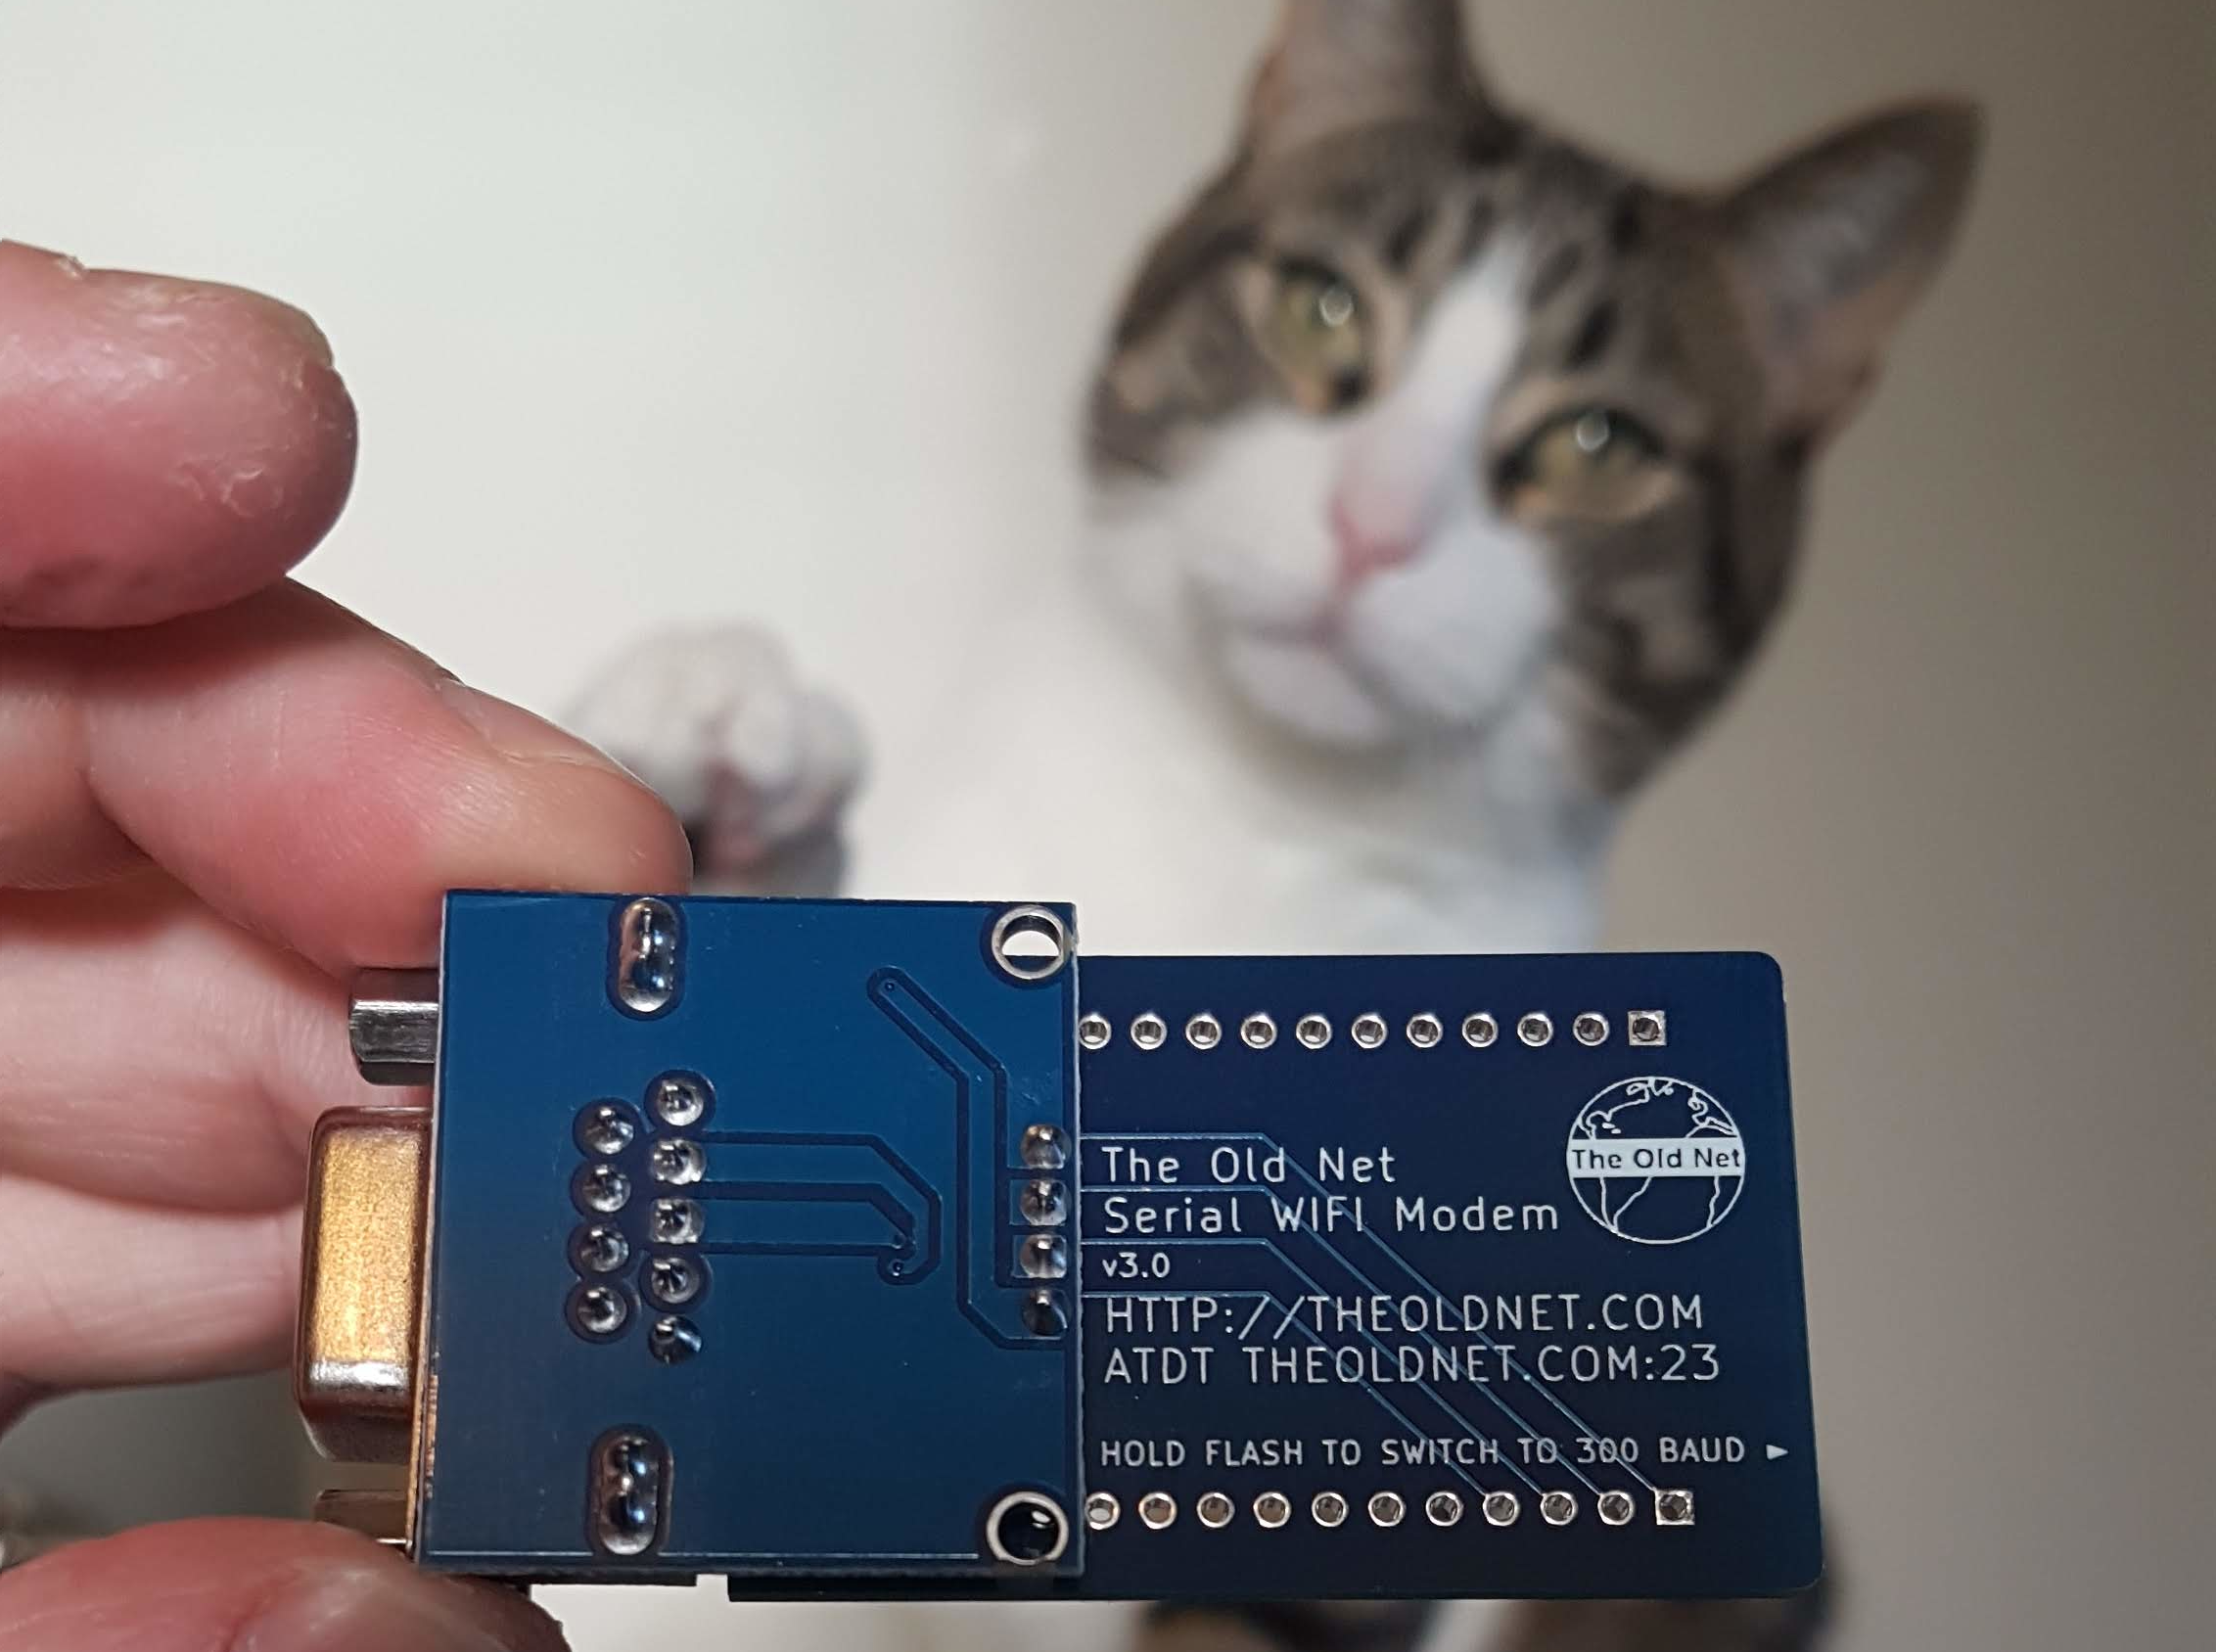 The Old Net
Serial WIFI Modem
v3.0
The Old Net
HTTP://THEOLDNET.COM
ATDT THEOLDNET.COM:23
HOLD FLASH TO SWITCH TO 300 BAUD ►